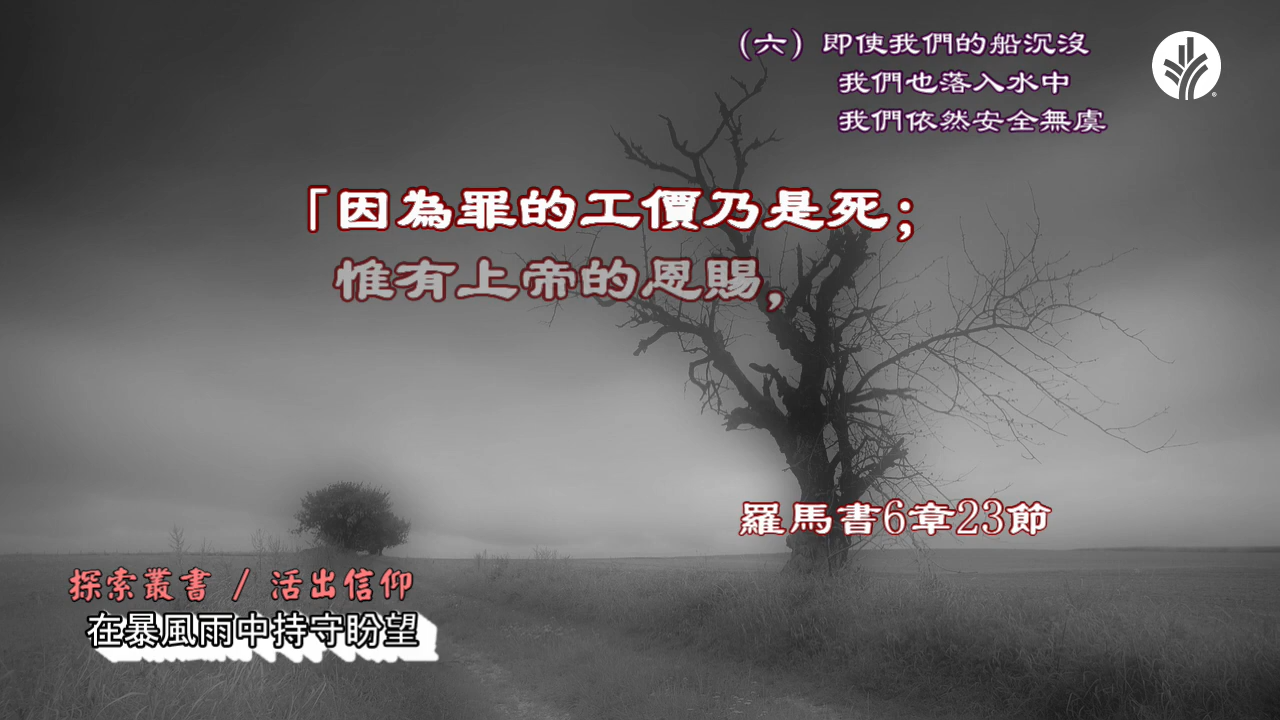 （六）即使我們的船沉沒
我們也落入水中
我們依然安全無虞
「因為罪的工價乃是死；
惟有上帝的恩賜，
羅馬書6章23節
探索叢書 / 活出信仰
在暴風雨中持守盼望